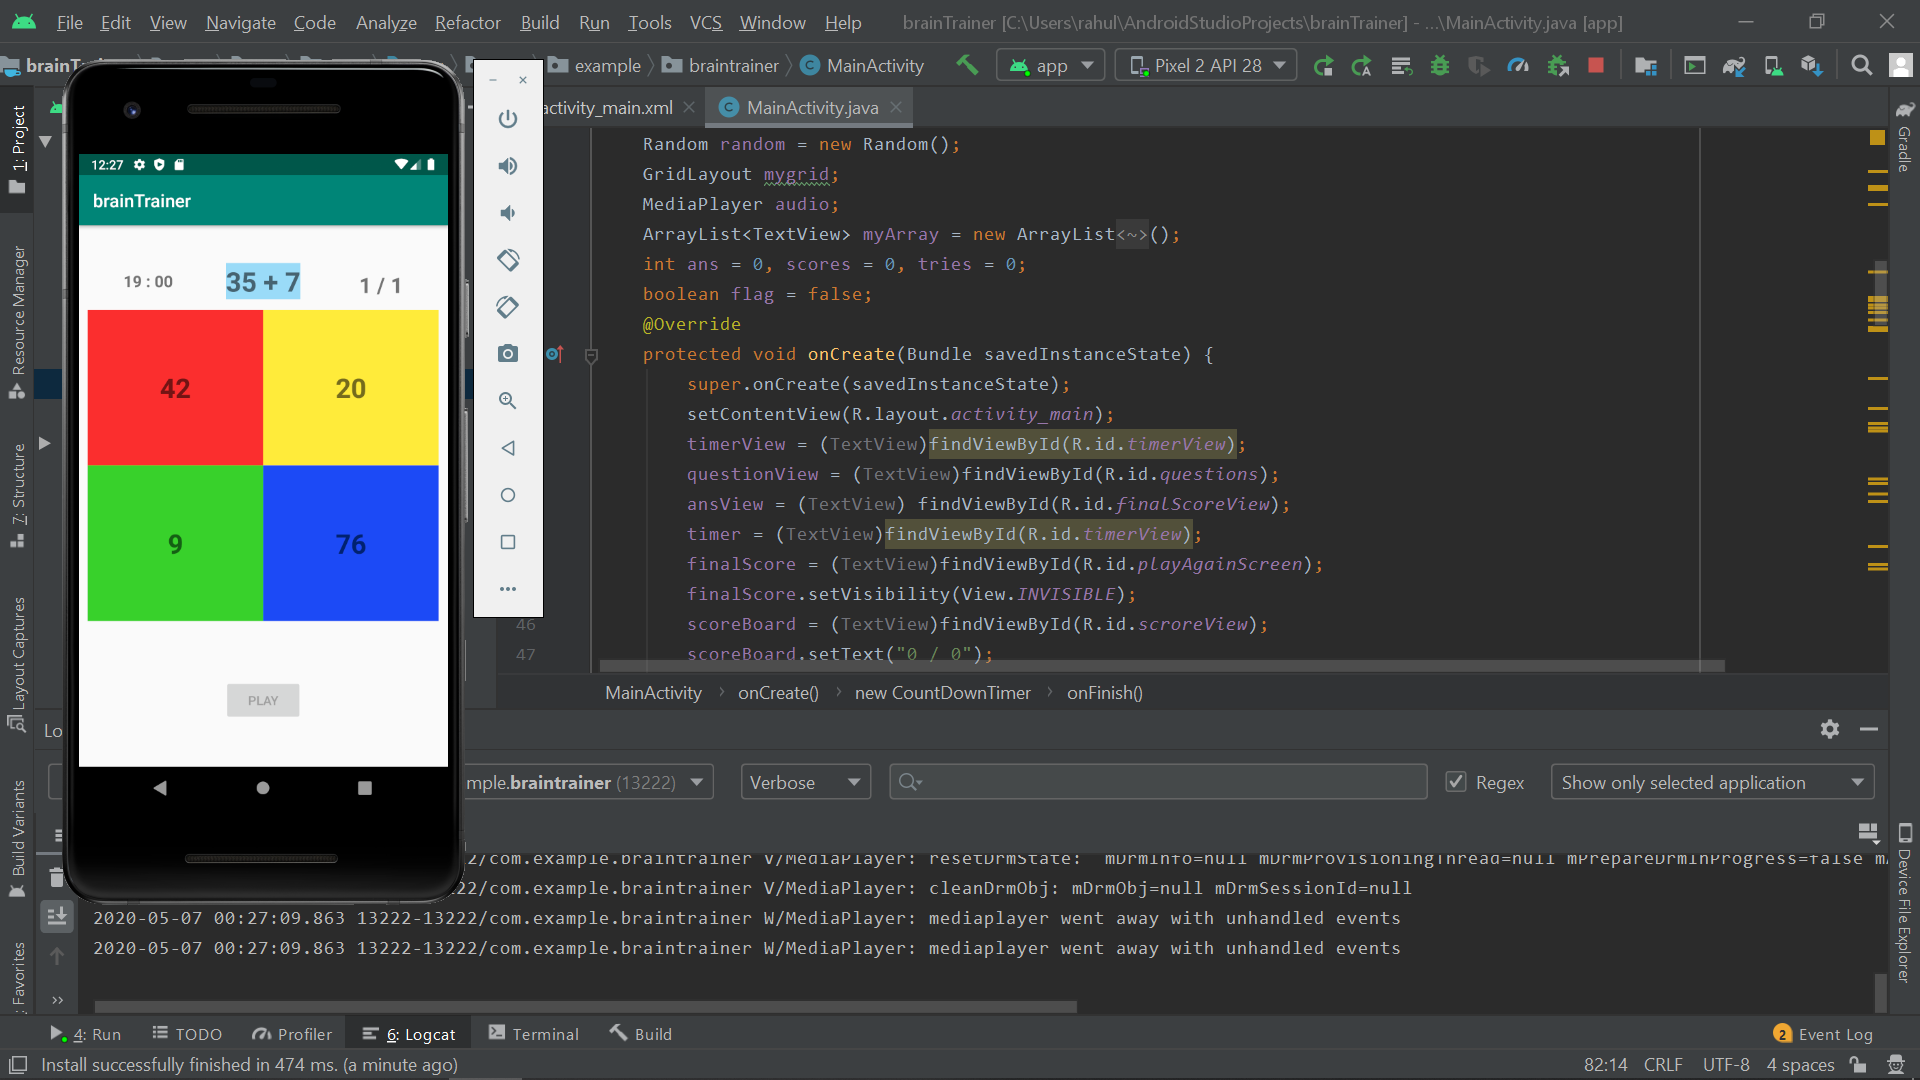 File Edit View Navigate Code Analyze Refactor Build Run Tools VCS Window Help brainTrainer [C:\Users\rahul\AndroidStudioProjects\brainTrainer] - ...\MainActivity.java [app]
example braintrainer MainActivity app Pixel 2 API 28
activity_main.xml MainActivity.java
1: Project
Resource Manager
7: Structure
Layout Captures
Build Variants
Favorites
Gradle
Device File Explorer
12:27
brainTrainer
19 : 00 35 + 7 1 / 1
42 20
9 76
PLAY
Random random = new Random();
GridLayout mygrid;
MediaPlayer audio;
ArrayList<TextView> myArray = new ArrayList<~>();
int ans = 0, scores = 0, tries = 0;
boolean flag = false;
@Override
protected void onCreate(Bundle savedInstanceState) {
super.onCreate(savedInstanceState);
setContentView(R.layout.activity_main);
timerView = (TextView)findViewById(R.id.timerView);
questionView = (TextView)findViewById(R.id.questions);
ansView = (TextView) findViewById(R.id.finalScoreView);
timer = (TextView)findViewById(R.id.timerView);
finalScore = (TextView)findViewById(R.id.playAgainScreen);
finalScore.setVisibility(View.INVISIBLE);
46 scoreBoard = (TextView)findViewById(R.id.scroreView);
47 scoreBoard.setText("0 / 0");
MainActivity onCreate() new CountDownTimer onFinish()
mple.braintrainer (13222) Verbose Regex Show only selected application
2/com.example.braintrainer V/MediaPlayer: resetDrmState: mDrmInfo=null mDrmProvisioningThread=null mPrepareDrmInProgress=false
2/com.example.braintrainer V/MediaPlayer: cleanDrmObj: mDrmObj=null mDrmSessionId=null
2020-05-07 00:27:09.863 13222-13222/com.example.braintrainer W/MediaPlayer: mediaplayer went away with unhandled events
2020-05-07 00:27:09.863 13222-13222/com.example.braintrainer W/MediaPlayer: mediaplayer went away with unhandled events
4: Run TODO Profiler 6: Logcat Terminal Build 2 Event Log
Install successfully finished in 474 ms. (a minute ago) 82:14 CRLF UTF-8 4 spaces